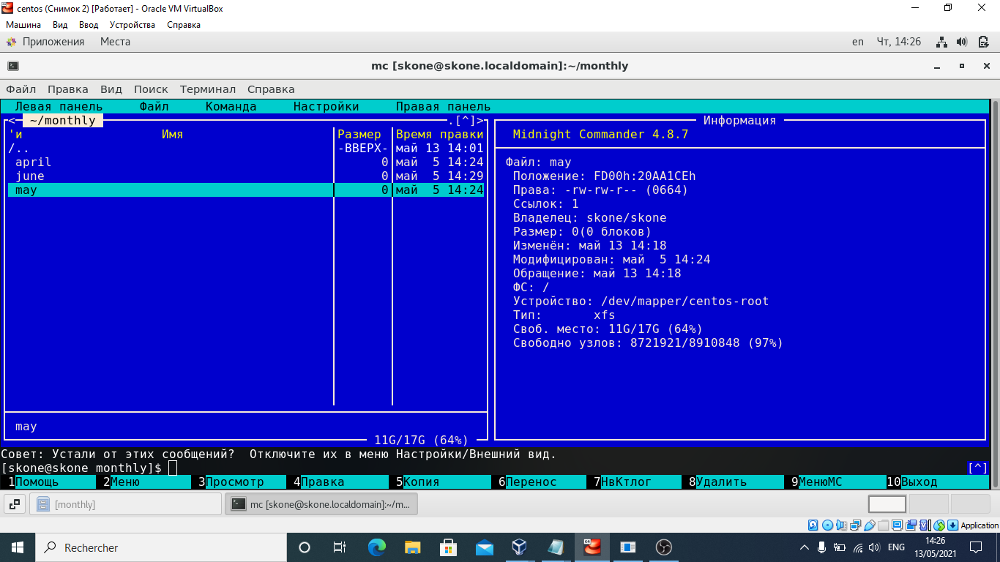 centos (Снимок 2) [Работает] - Oracle VM VirtualBox
Машина Вид Ввод Устройства Справка
Приложения Места en Чт, 14:26
mc [skone@skone.localdomain]:~/monthly
Файл Правка Вид Поиск Терминал Справка
Левая панель Файл Команда Настройки Правая панель
<─ ~/monthly .[^]>
'и Имя Размер Время правки
/.. -ВВЕРХ- май 13 14:01
april 0 май 5 14:24
june 0 май 5 14:29
may 0 май 5 14:24
may
11G/17G (64%)
Информация
Midnight Commander 4.8.7
Файл: may
Положение: FD00h:20AA1CEh
Права: -rw-rw-r-- (0664)
Ссылок: 1
Владелец: skone/skone
Размер: 0(0 блоков)
Изменён: май 13 14:18
Модифицирован: май 5 14:24
Обращение: май 13 14:18
ФС: /
Устройство: /dev/mapper/centos-root
Тип: xfs
Своб. место: 11G/17G (64%)
Свободно узлов: 8721921/8910848 (97%)
Совет: Устали от этих сообщений? Отключите их в меню Настройки/Внешний вид.
[skone@skone monthly]$ [^]
1Помощь 2Меню 3Просмотр 4Правка 5Копия 6Перенос 7НвКтлог 8Удалить 9МенюМС 10Выход
[monthly] mc [skone@skone.localdomain]:~/m...
Application
Rechercher ENG 14:26
13/05/2021